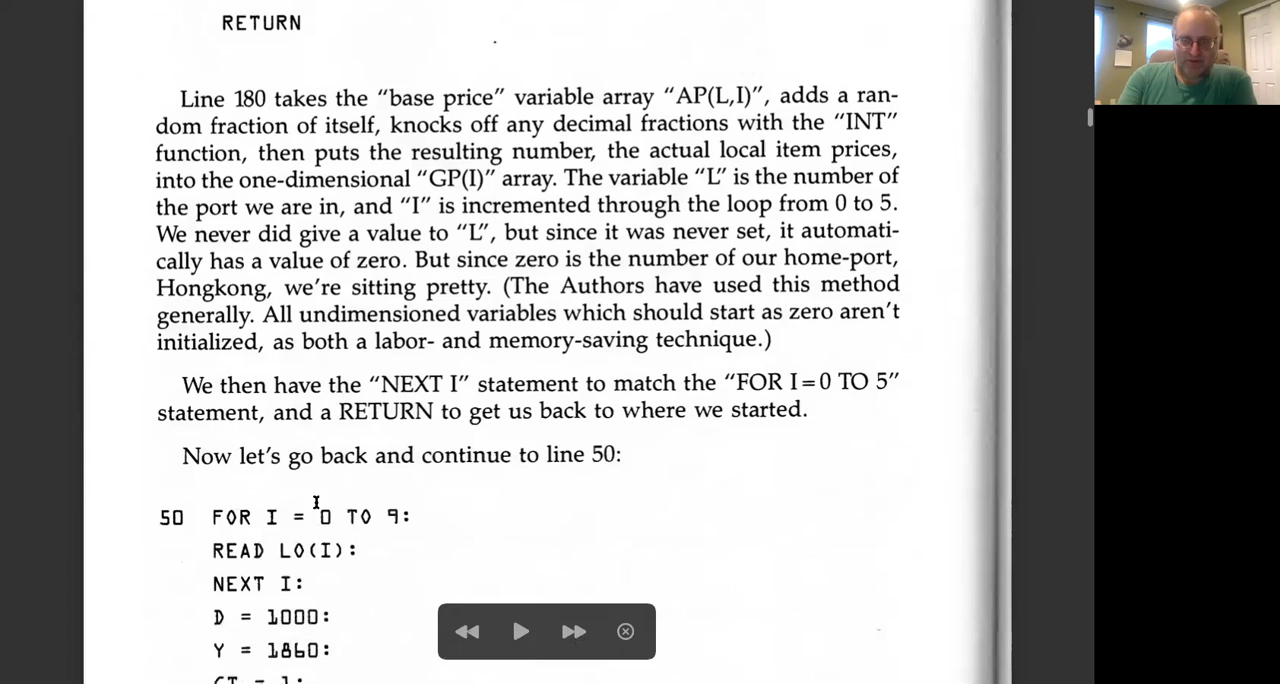 RETURN
Line 180 takes the “base price” variable array “AP(L,I)”, adds a ran-
dom fraction of itself, knocks off any decimal fractions with the “INT”
function, then puts the resulting number, the actual local item prices,
into the one-dimensional “GP(I)” array. The variable “L” is the number of
the port we are in, and “I” is incremented through the loop from 0 to 5.
We never did give a value to “L”, but since it was never set, it automati-
cally has a value of zero. But since zero is the number of our home-port,
Hongkong, we’re sitting pretty. (The Authors have used this method
generally. All undimensioned variables which should start as zero aren’t
initialized, as both a labor- and memory-saving technique.)
We then have the “NEXT I” statement to match the “FOR I=0 TO 5”
statement, and a RETURN to get us back to where we started.
Now let’s go back and continue to line 50:
50 FOR I = 0 TO 9:
READ LO(I):
NEXT I:
D = 1000:
Y = 1860:
CT = 1: